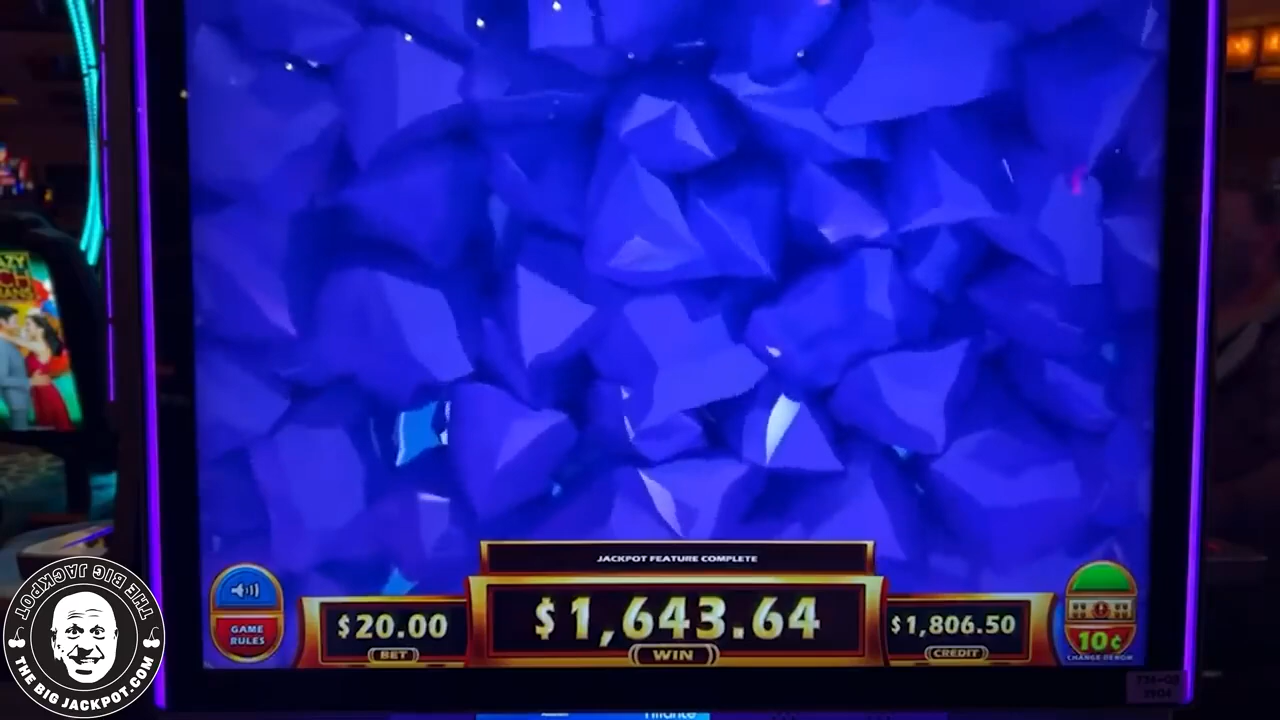 JACKPOT FEATURE COMPLETE
$1,643.64
WIN
$20.00
BET
$1,806.50
CREDIT
GAME
RULES
10¢
CHANGE DENOM
THE BIG JACKPOT
THE BIG JACKPOT.COM